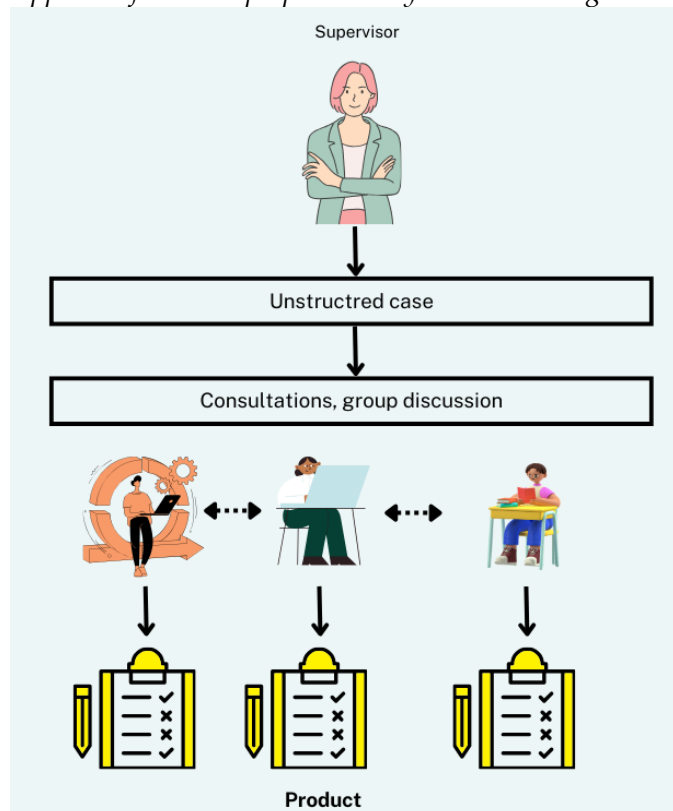 Supervisor
Unstructred case
Consultations, group discussion
Product